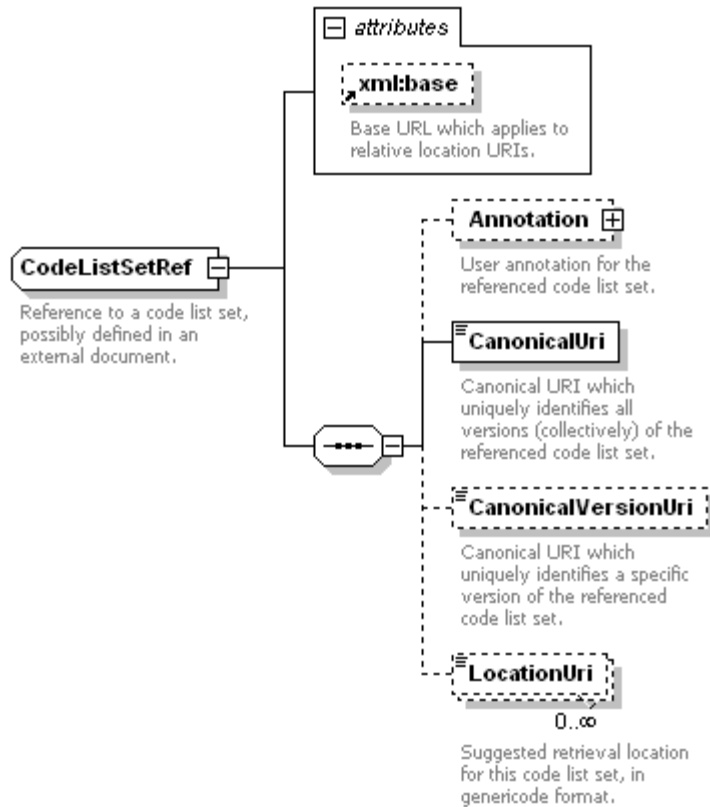 attributes
xml:base
Base URL which applies to
relative location URIs.
CodeListSetRef
Reference to a code list set,
possibly defined in an
external document.
Annotation
User annotation for the
referenced code list set.
CanonicalUri
Canonical URI which
uniquely identifies all
versions (collectively) of the
referenced code list set.
CanonicalVersionUri
Canonical URI which
uniquely identifies a specific
version of the referenced
code list set.
LocationUri
0..∞
Suggested retrieval location
for this code list set, in
genericode format.